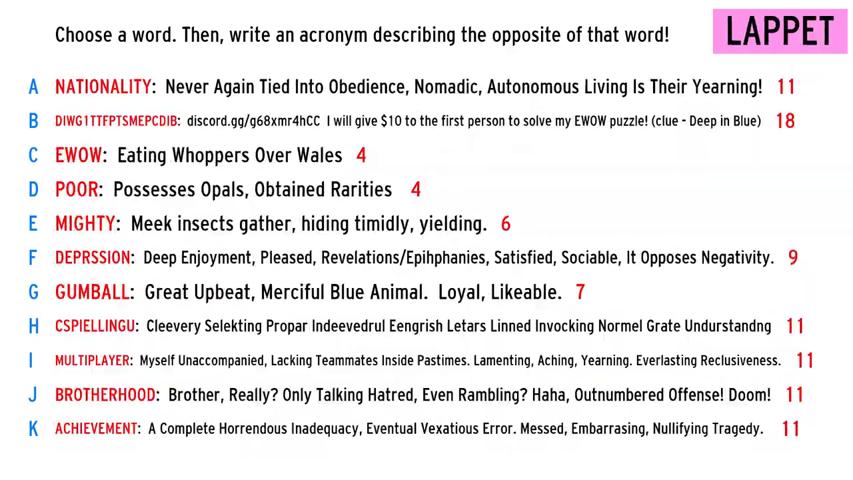 Choose a word. Then, write an acronym describing the opposite of that word!
LAPPET
A NATIONALITY: Never Again Tied Into Obedience, Nomadic, Autonomous Living Is Their Yearning! 11
B DIWG1TTFPTSMEPCDIB: discord.gg/g68xmr4hCC I will give $10 to the first person to solve my EWOW puzzle! (clue - Deep in Blue) 18
C EWOW: Eating Whoppers Over Wales 4
D POOR: Possesses Opals, Obtained Rarities 4
E MIGHTY: Meek insects gather, hiding timidly, yielding. 6
F DEPRSSION: Deep Enjoyment, Pleased, Revelations/Epihphanies, Satisfied, Sociable, It Opposes Negativity. 9
G GUMBALL: Great Upbeat, Merciful Blue Animal. Loyal, Likeable. 7
H CSPIELLINGU: Cleevery Selekting Propar Indeevedrul Eengrish Letars Linned Invocking Normel Grate Undurstandng 11
I MULTIPLAYER: Myself Unaccompanied, Lacking Teammates Inside Pastimes. Lamenting, Aching, Yearning. Everlasting Reclusiveness. 11
J BROTHERHOOD: Brother, Really? Only Talking Hatred, Even Rambling? Haha, Outnumbered Offense! Doom! 11
K ACHIEVEMENT: A Complete Horrendous Inadequacy, Eventual Vexatious Error. Messed, Embarrasing, Nullifying Tragedy. 11